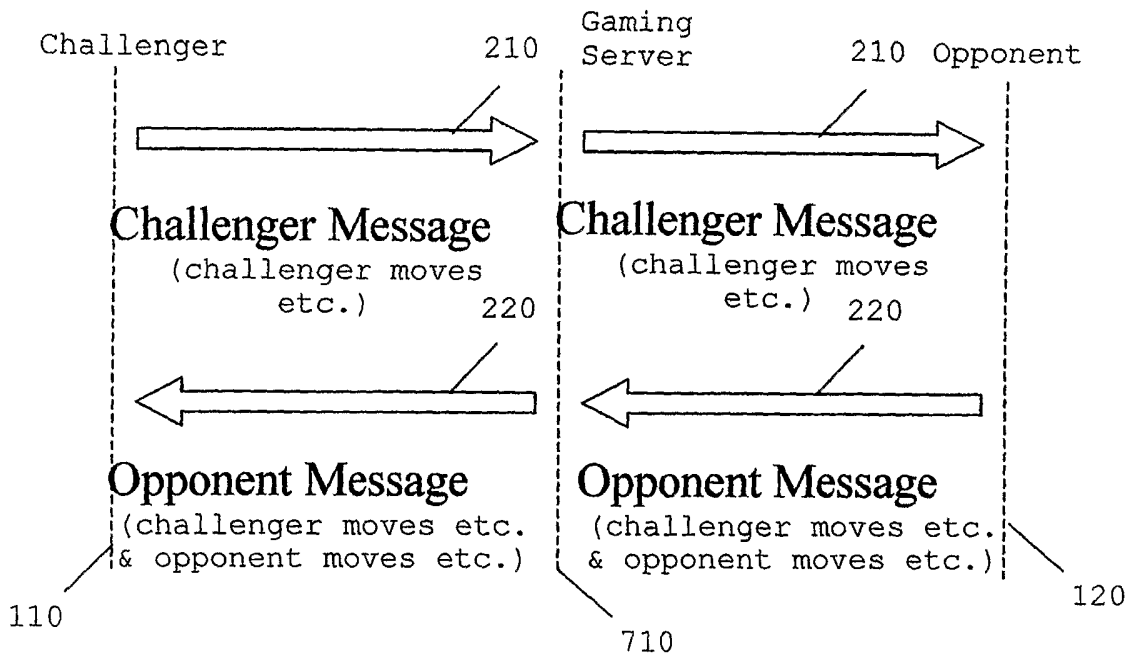 Challenger
210
Gaming
Server
210
Opponent
Challenger Message
(challenger moves
etc.)
Challenger Message
(challenger moves
etc.)
220
220
Opponent Message
(challenger moves etc.
& opponent moves etc.)
Opponent Message
(challenger moves etc.
& opponent moves etc.)
110
710
120